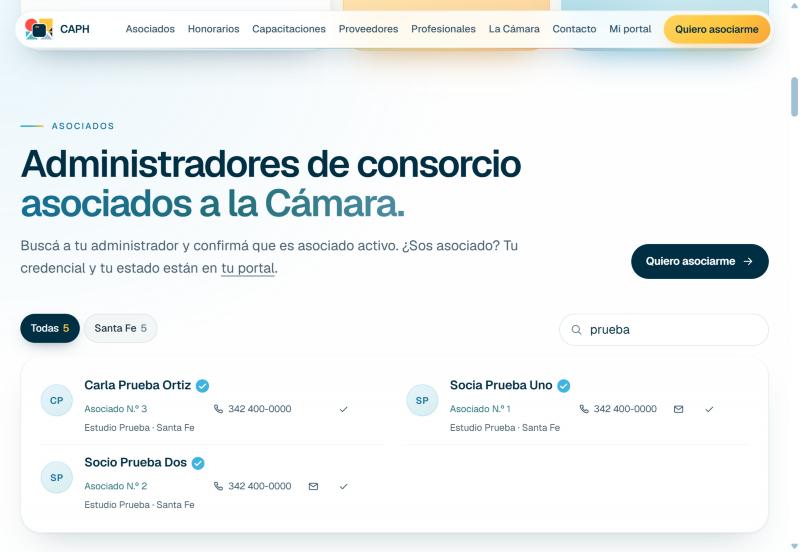 CAPH
Asociados Honorarios Capacitaciones Proveedores Profesionales La Cámara Contacto Mi portal Quiero asociarme
ASOCIADOS
Administradores de consorcio
asociados a la Cámara.
Buscá a tu administrador y confirmá que es asociado activo. ¿Sos asociado? Tu
credencial y tu estado están en tu portal.
Quiero asociarme →
Todas 5 Santa Fe 5
prueba
CP
Carla Prueba Ortiz
Asociado N.º 3 342 400-0000
Estudio Prueba · Santa Fe
SP
Socia Prueba Uno
Asociado N.º 1 342 400-0000
Estudio Prueba · Santa Fe
SP
Socio Prueba Dos
Asociado N.º 2 342 400-0000
Estudio Prueba · Santa Fe